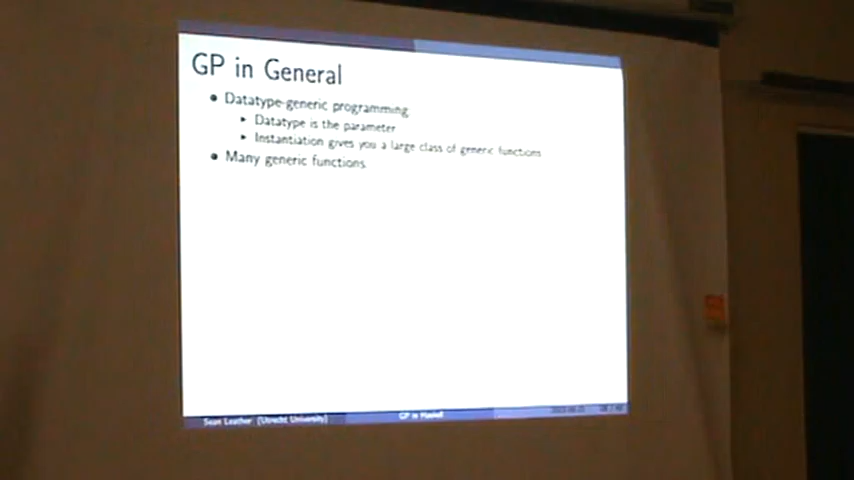 GP in General
• Datatype-generic programming
▸ Datatype is the parameter
▸ Instantiation gives you a large class of generic functions
• Many generic functions
Sean Leather (Utrecht University) GP in Haskell